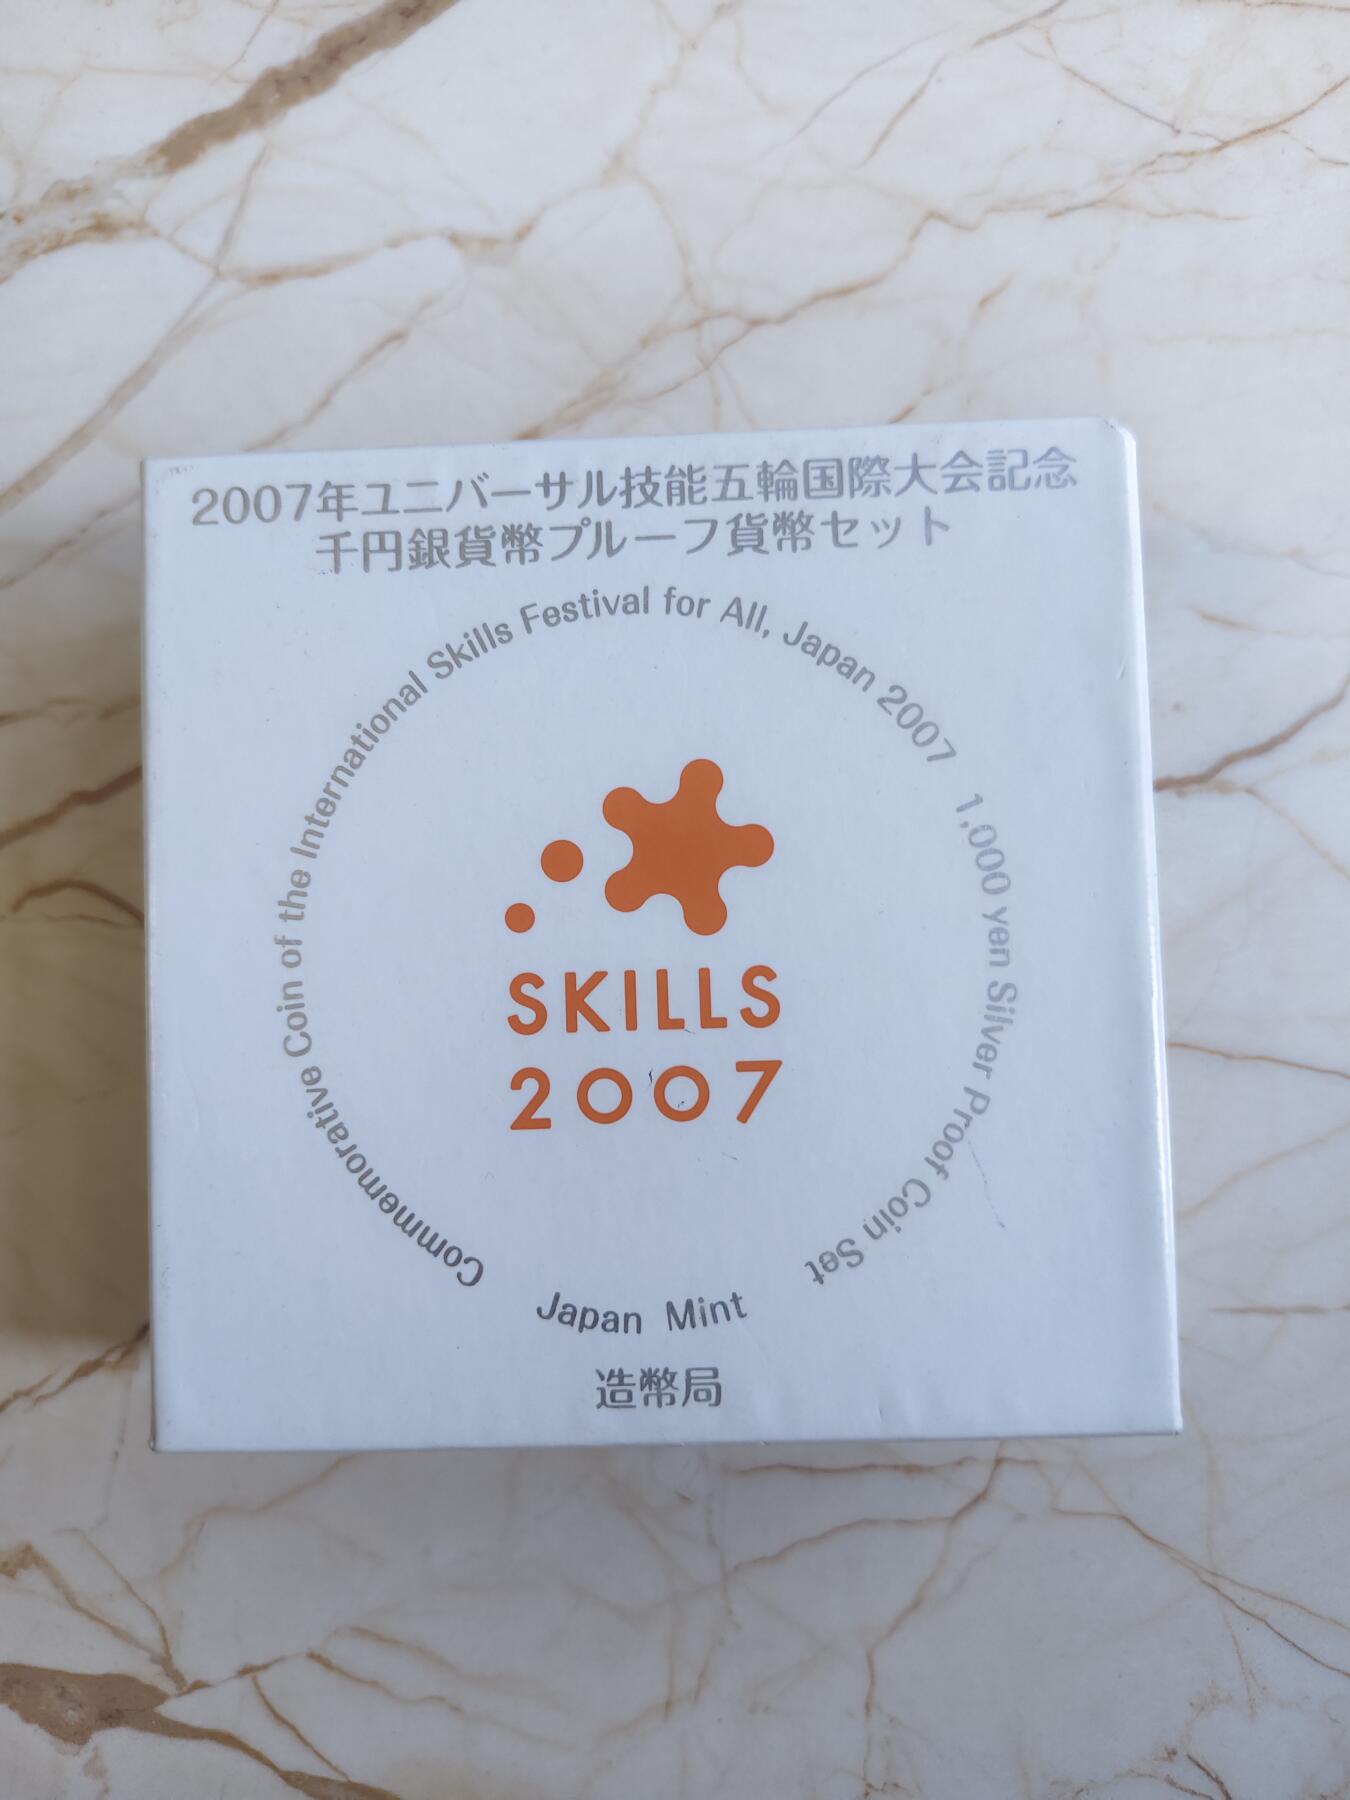 2007年ユニバーサル技能五輪国際大会記念
千円銀貨幣プルーフ貨幣セット
Commemorative Coin of the International Skills Festival for All, Japan 2007 1,000 yen Silver Proof Coin Set
SKILLS
2007
Japan Mint
造幣局